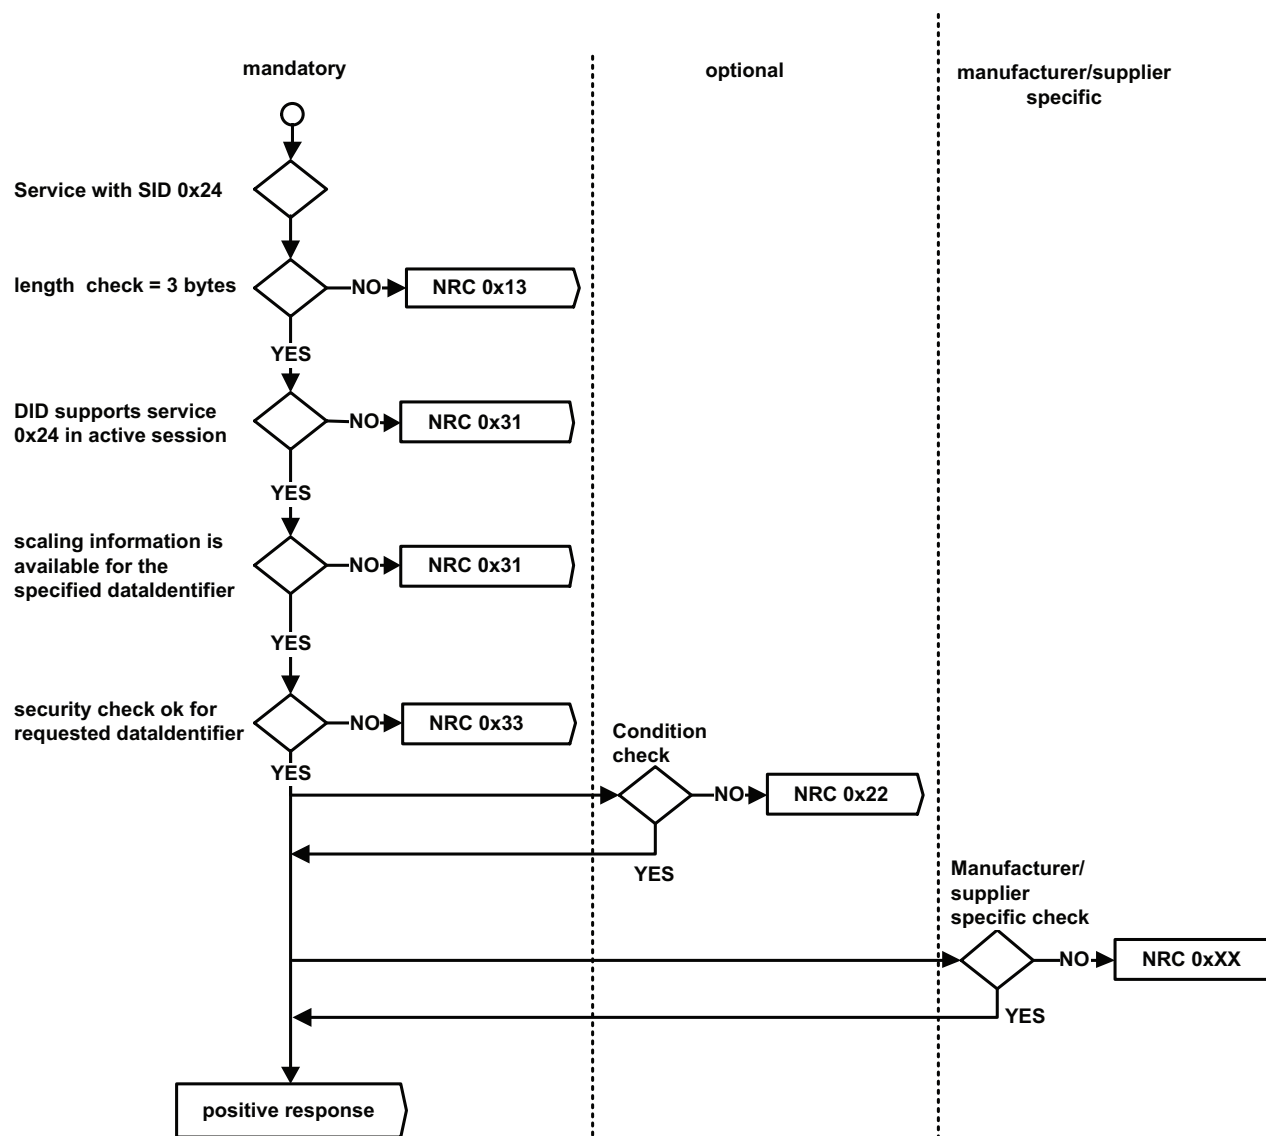 mandatory
optional
manufacturer/supplier
specific
Service with SID 0x24
length check = 3 bytes
NO
NRC 0x13
YES
DID supports service
0x24 in active session
NO
NRC 0x31
YES
scaling information is
available for the
specified dataIdentifier
NO
NRC 0x31
YES
security check ok for
requested dataIdentifier
NO
NRC 0x33
YES
Condition
check
NO
NRC 0x22
YES
Manufacturer/
supplier
specific check
NO
NRC 0xXX
YES
positive response